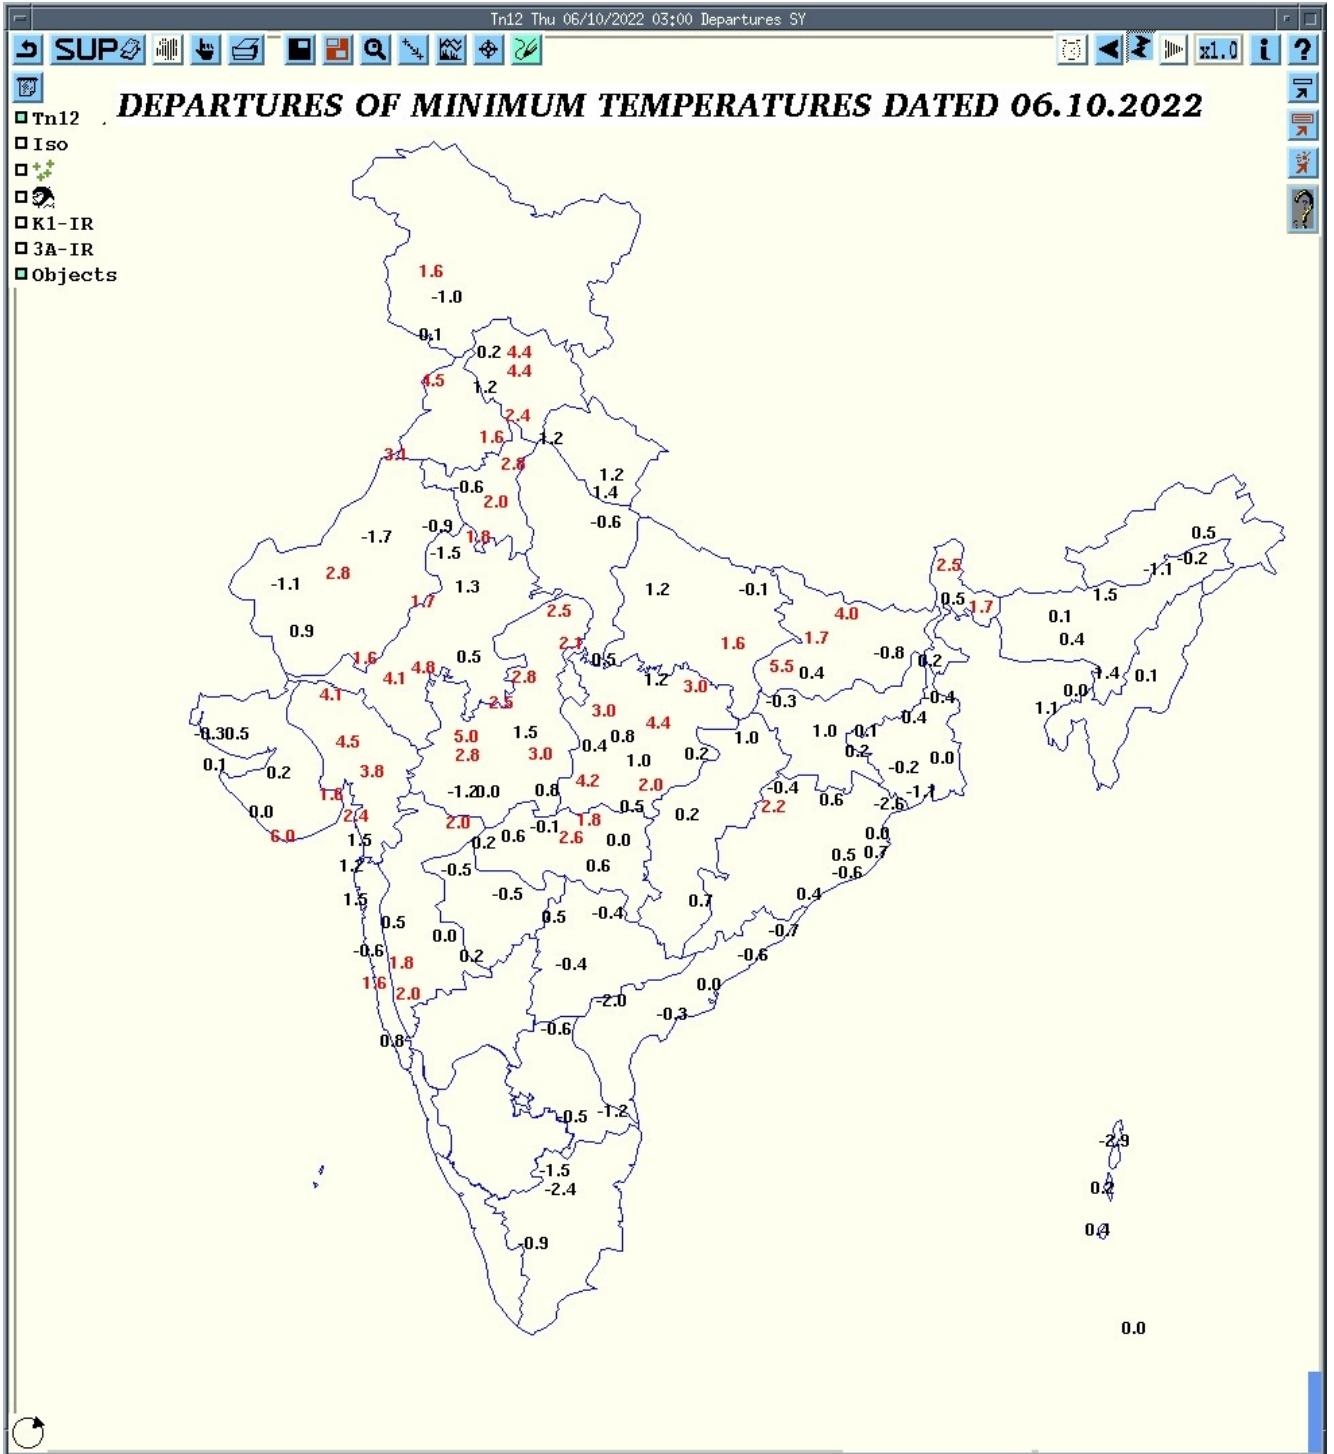 Tn12 Thu 06/10/2022 03:00 Departures SY
SUP x1.0 i ?
DEPARTURES OF MINIMUM TEMPERATURES DATED 06.10.2022
Tn12
Iso
K1-IR
3A-IR
Objects
1.6
-1.0
0.1
0.2 4.4
4.4
4.5 1.2
2.4
1.6 1.2
3.1 2.8
1.2
-0.6 1.4
2.0
-0.6
-0.9
-1.7 1.8 0.5
-1.5 -0.2
2.8 2.5 -1.1
-1.1 1.3 1.2 -0.1
1.5
1.7 0.5 1.7
2.5 4.0 0.1
0.9 1.7 0.4
2.1 1.6
1.6 0.5 0.5 -0.8 0.2
4.8 5.5 0.4 1.4 0.1
4.1 2.8 1.2 3.0 0.0
4.1 2.5 -0.3 -0.4
3.0 0.4 1.1
4.4
-0.3 0.5 4.5 5.0 1.5 0.8 1.0 1.0 -0.1
0.4 0.2
2.8 3.0 0.2 0.0
0.1 0.2 3.8 1.0 -0.2
4.2 2.0 -0.4
1.8 -1.2 0.0 0.8 0.6 -1.1
0.0 2.4 0.5 0.2 2.2 -2.6
2.0 -0.1 1.8
6.0 1.5 0.2 0.6 2.6 0.0 0.0
0.5 0.7
1.2 -0.5 0.6 -0.6
1.5 -0.5 0.7 0.4
0.5 0.5 -0.4
0.0 -0.7
-0.6 0.2 -0.6
1.8 -0.4
1.6 2.0 0.0
-2.0
-0.3
0.8 -0.6
-0.5 -1.2
-2.9
-1.5
-2.4 0.2
0.4
-0.9
0.0